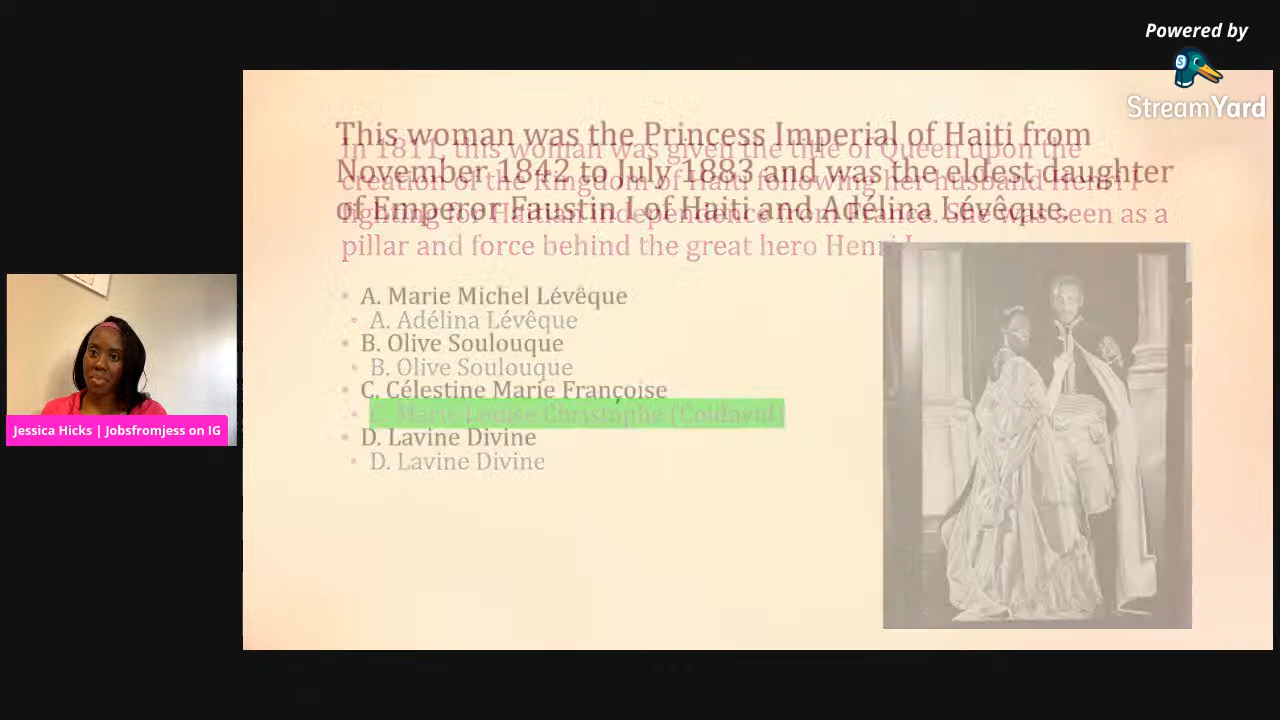 Powered by
StreamYard
This woman was the Princess Imperial of Haiti from
November 1842 to July 1883 and was the eldest daughter
of Emperor Faustin I of Haiti and Adélina Lévêque.
In 1811, this woman was given the title of Queen upon the
creation of the Kingdom of Haiti following her husband Henri I
fighting for Haitian independence from France. She was seen as a
pillar and force behind the great hero Henri I.
• A. Marie Michel Lévêque
• A. Adélina Lévêque
• B. Olive Soulouque
• B. Olive Soulouque
• C. Célestine Marie Françoise
• C. Marie Louise Christophe (Coidavid)
• D. Lavine Divine
• D. Lavine Divine
Jessica Hicks | Jobsfromjess on IG